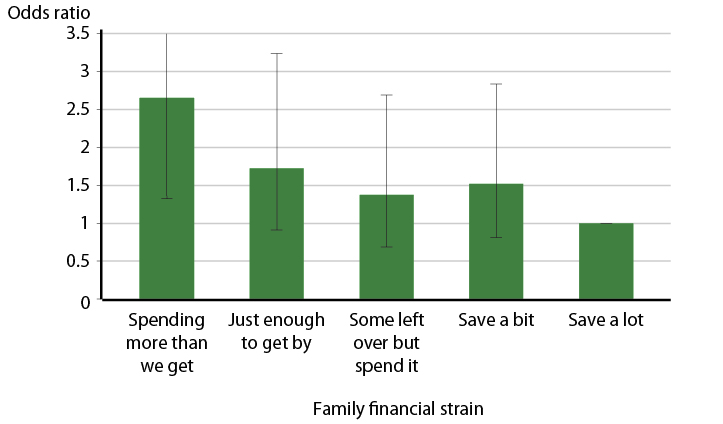 Odds ratio
3.5
3
2.5
2
1.5
1
0.5
0
Spending
more than
we get
Just enough
to get by
Some left
over but
spend it
Save a bit
Save a lot
Family financial strain